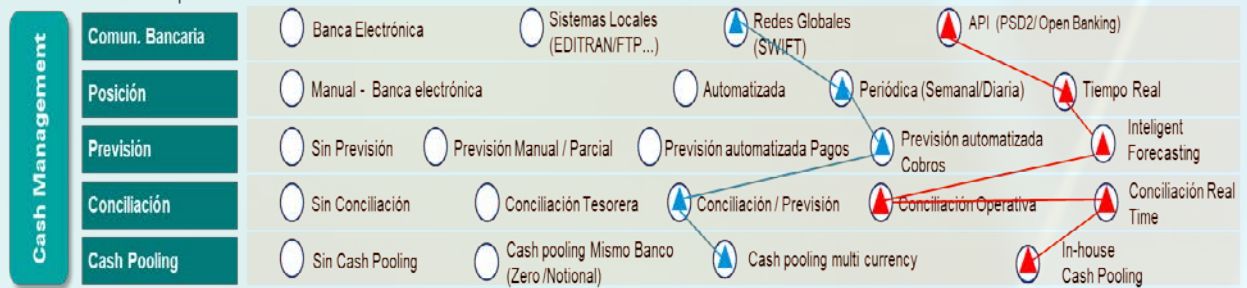 Cash Management
Comun. Bancaria
Banca Electrónica
Sistemas Locales
(EDITRAN/FTP...)
Redes Globales
(SWIFT)
API (PSD2/ Open Banking)
Posición
Manual - Banca electrónica
Automatizada
Periódica (Semanal/Diaria)
Tiempo Real
Previsión
Sin Previsión
Previsión Manual / Parcial
Previsión automatizada Pagos
Previsión automatizada
Cobros
Inteligent
Forecasting
Conciliación
Sin Conciliación
Conciliación Tesorera
Conciliación / Previsión
Conciliación Operativa
Conciliación Real
Time
Cash Pooling
Sin Cash Pooling
Cash pooling Mismo Banco
(Zero /Notional)
Cash pooling multi currency
In-house
Cash Pooling